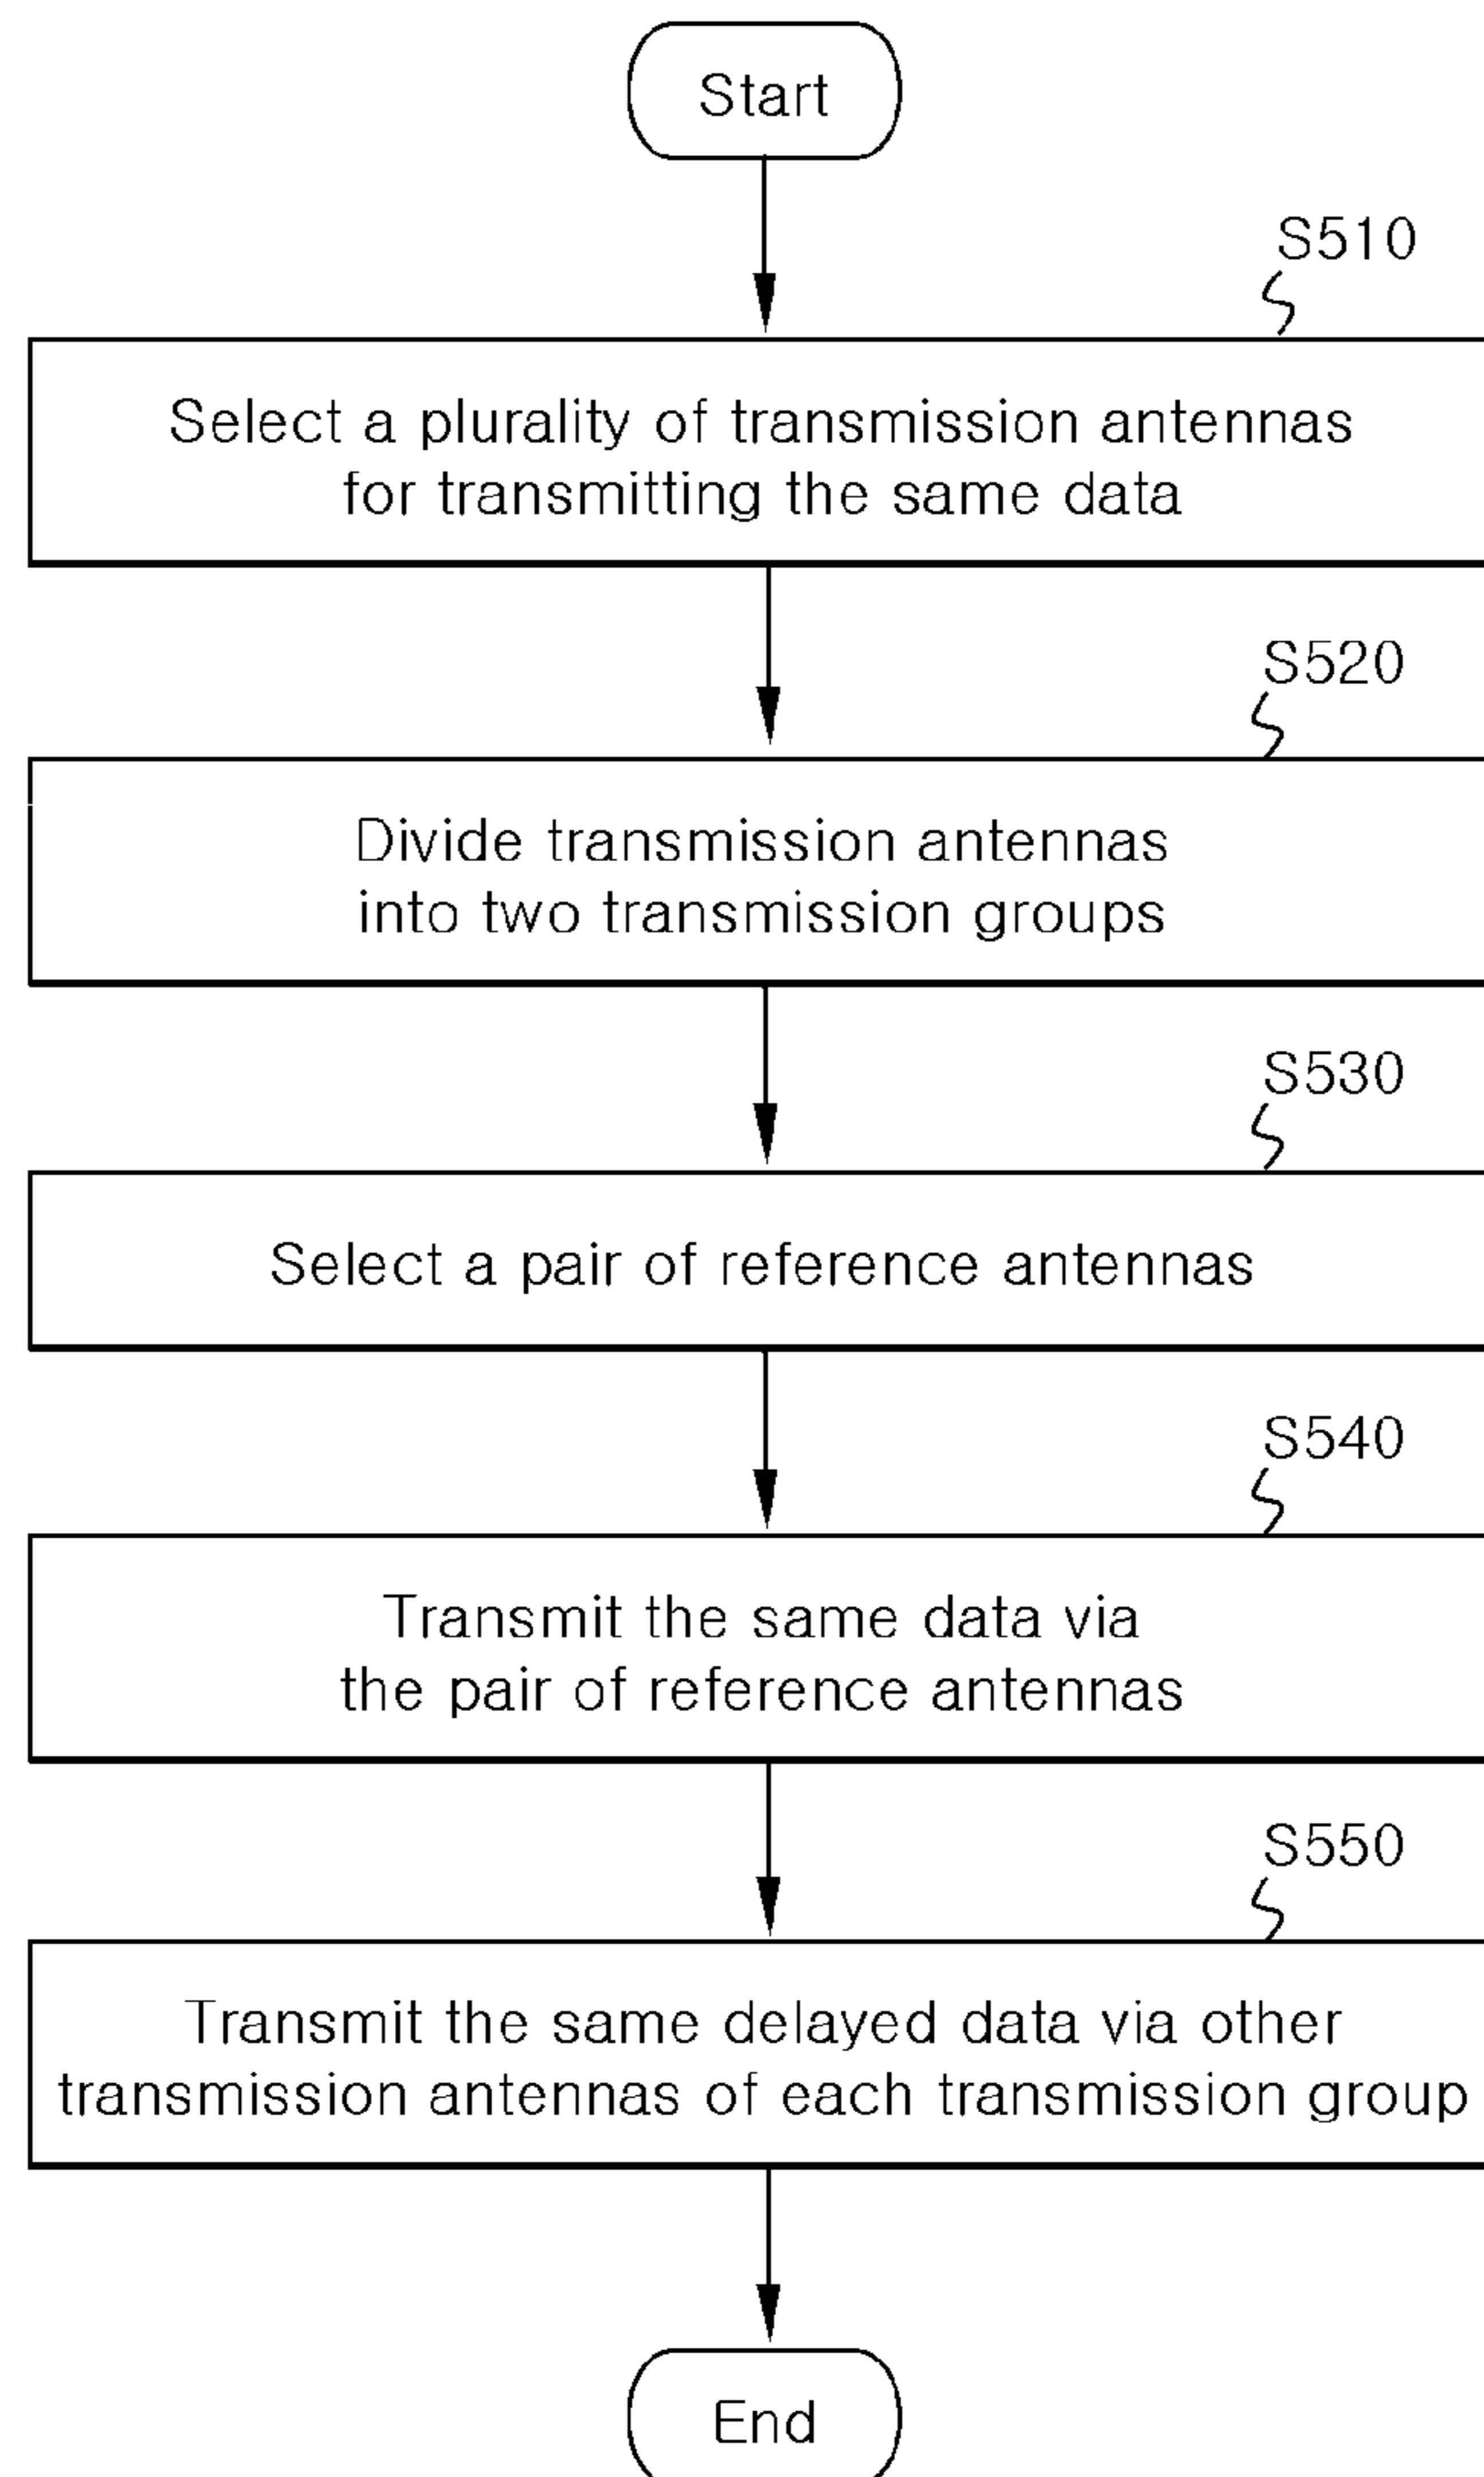 Start
S510
Select a plurality of transmission antennas
for transmitting the same data
S520
Divide transmission antennas
into two transmission groups
S530
Select a pair of reference antennas
S540
Transmit the same data via
the pair of reference antennas
S550
Transmit the same delayed data via other
transmission antennas of each transmission group
End